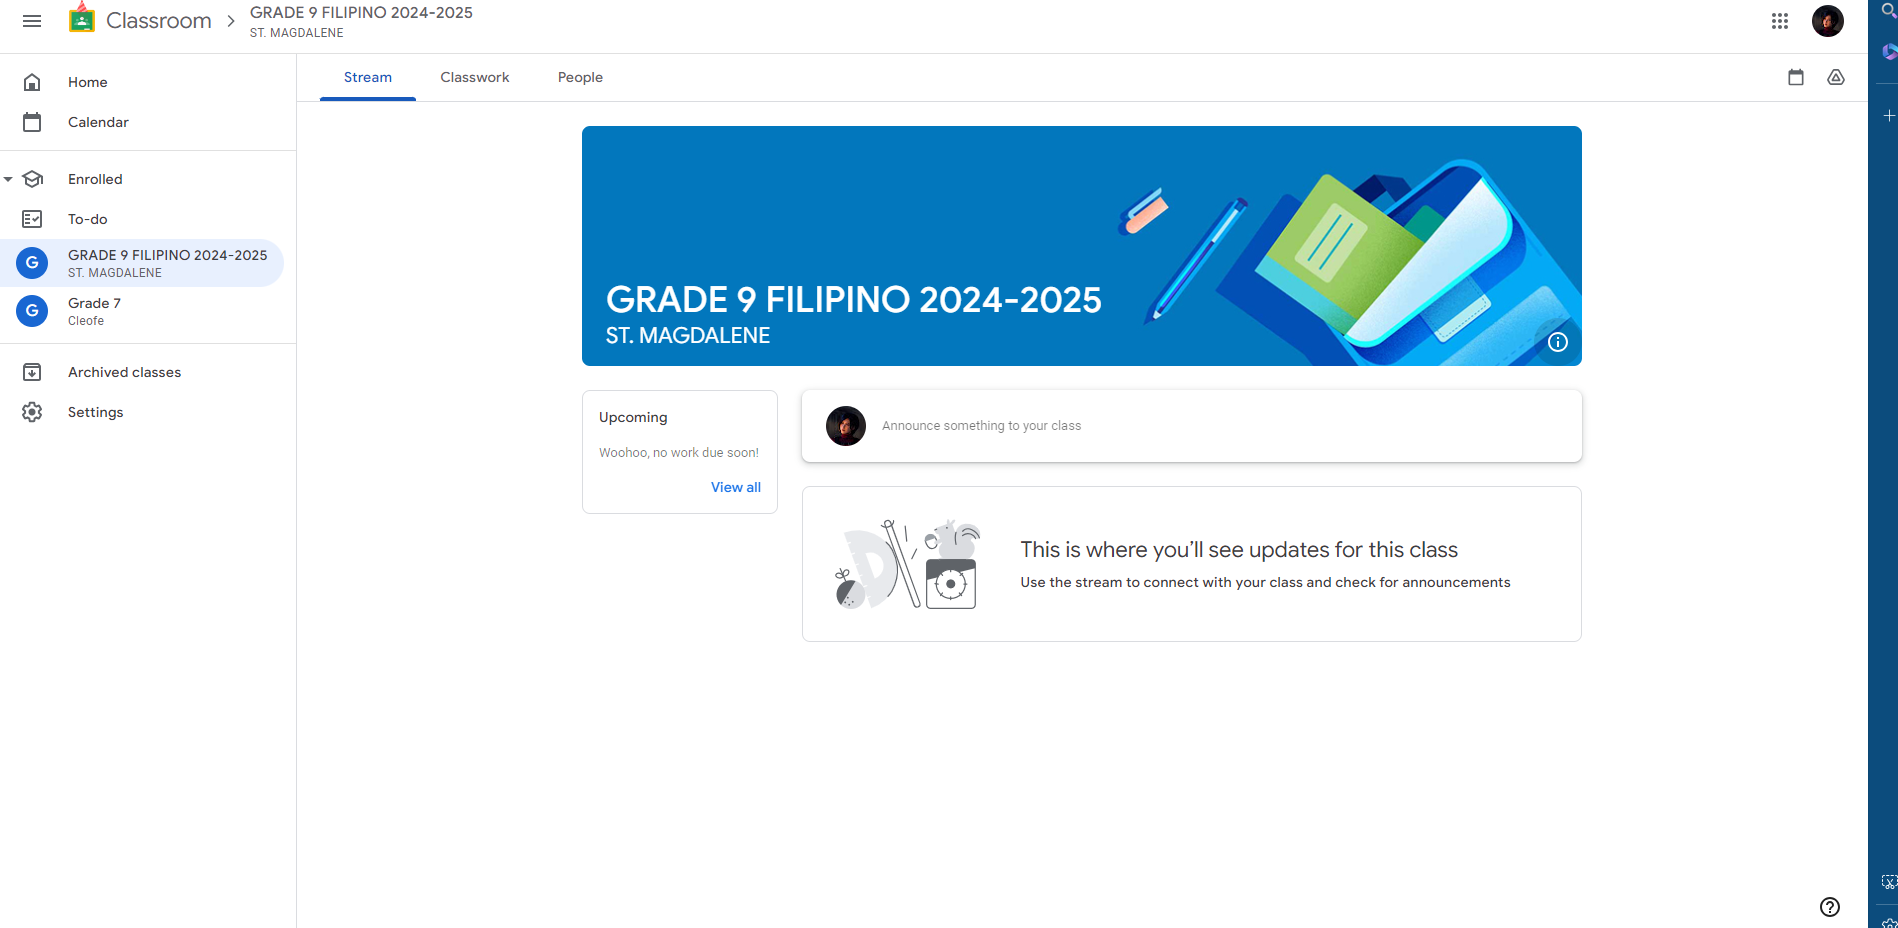 Classroom
GRADE 9 FILIPINO 2024-2025
ST. MAGDALENE
Home
Calendar
Enrolled
To-do
G
GRADE 9 FILIPINO 2024-2025
ST. MAGDALENE
G
Grade 7
Cleofe
Archived classes
Settings
Stream Classwork People
GRADE 9 FILIPINO 2024-2025
ST. MAGDALENE
Upcoming
Woohoo, no work due soon!
View all
Announce something to your class
This is where you’ll see updates for this class
Use the stream to connect with your class and check for announcements